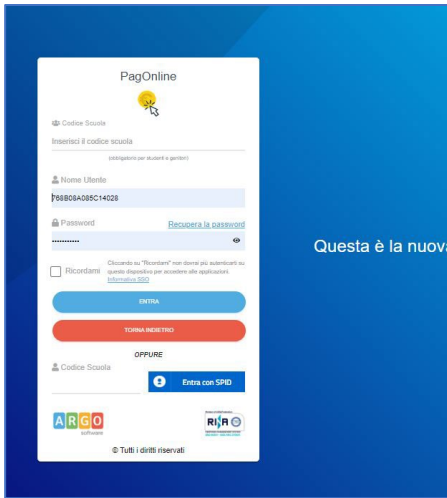 PagOnline
Codice Scuola
Inserisci il codice scuola
(obbligatorio per studenti e genitori)
Nome Utente
768B08A085C14028
Password
Recupera la password
•••••••••••
Ricordami
Cliccando su "Ricordami" non dovrai più autenticarti su
questo dispositivo per accedere alle applicazioni.
Informativa SSO
ENTRA
TORNA INDIETRO
OPPURE
Codice Scuola
Entra con SPID
ARGO
software
RINA
© Tutti i diritti riservati
Questa è la nuova